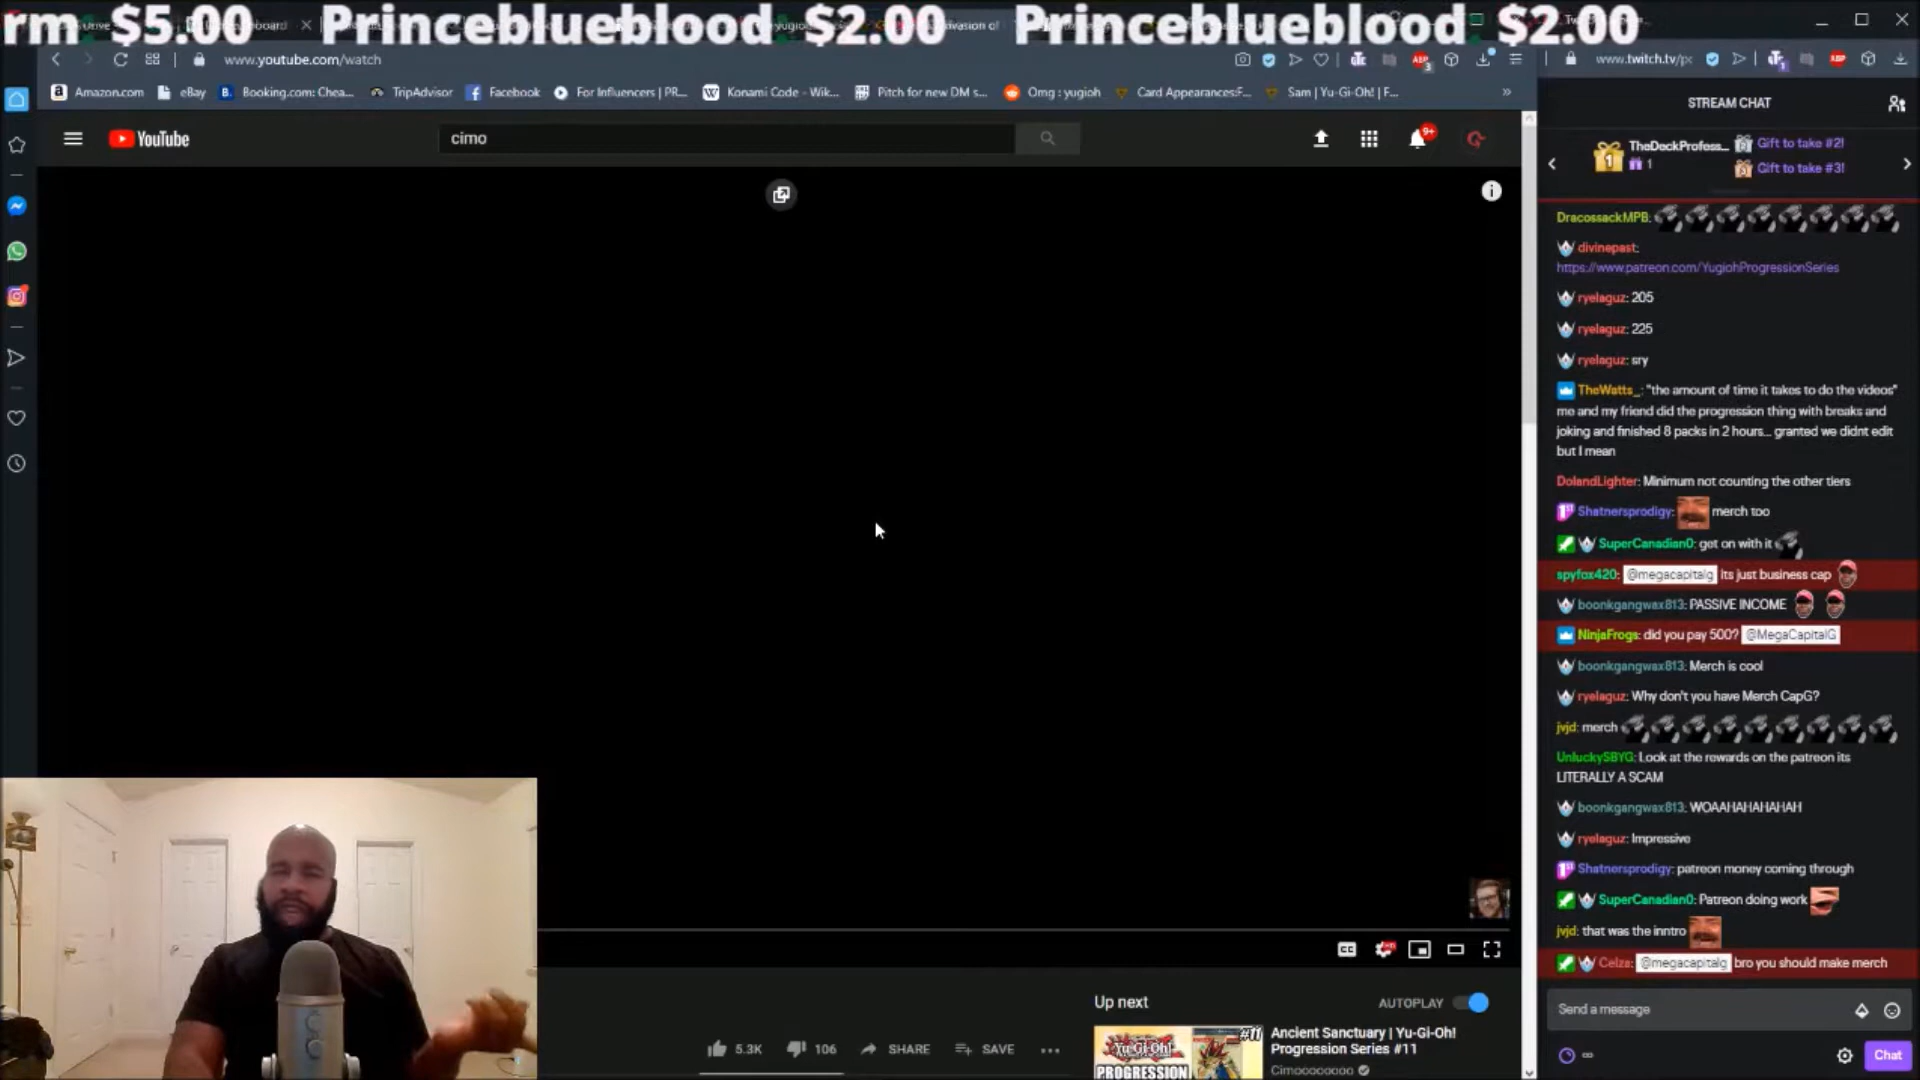 rm $5.00 Princeblueblood $2.00 Princeblueblood $2.00
www.youtube.com/watch
www.twitch.tv/pc
Amazon.com
eBay
Booking.com: Chea...
TripAdvisor
Facebook
For Influencers | PR...
Konami Code - Wik...
Pitch for new DM s...
Omg : yugioh
Card Appearances:F...
Sam | Yu-Gi-Oh! | F...
»
YouTube
cimo
9+
STREAM CHAT
TheDeckProfess...
1
Gift to take #2!
Gift to take #3!
DracossackMPB:
divinepast:
https://www.patreon.com/YugiohProgressionSeries
ryelaguz: 205
ryelaguz: 225
ryelaguz: sry
TheWatts_: "the amount of time it takes to do the videos"
me and my friend did the progression thing with breaks and
joking and finished 8 packs in 2 hours... granted we didnt edit
but I mean
DolandLighter: Minimum not counting the other tiers
Shatnersprodigy: merch too
SuperCanadian0: get on with it
spyfox420: @megacapitalg its just business cap
boonkgangwax813: PASSIVE INCOME
NinjaFrogs: did you pay 500? @MegaCapitalG
boonkgangwax813: Merch is cool
ryelaguz: Why don't you have Merch CapG?
jvjd: merch
UnluckySBYG: Look at the rewards on the patreon its
LITERALLY A SCAM
boonkgangwax813: WOAAHAHAHAHAH
ryelaguz: Impressive
Shatnersprodigy: patreon money coming through
SuperCanadian0: Patreon doing work
jvjd: that was the inntro
Celza: @megacapitalg bro you should make merch
Send a message
Chat
CC
Up next
AUTOPLAY
5.3K
106
SHARE
SAVE
Yu-Gi-Oh!
PROGRESSION
#11
Ancient Sanctuary | Yu-Gi-Oh!
Progression Series #11
Cimoooooooo